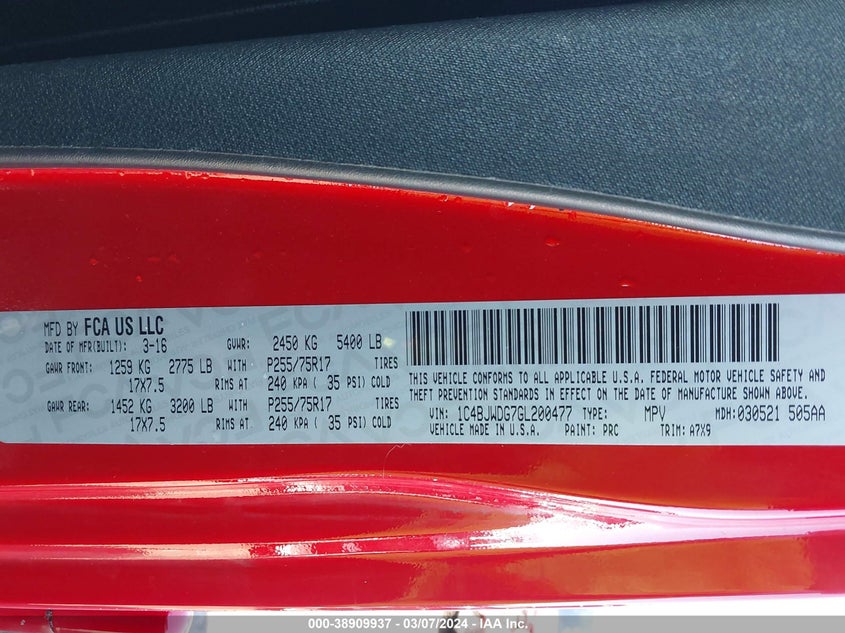 MFD BY FCA US LLC
DATE OF MFR(BUILT): 3-16 GVWR: 2450 KG 5400 LB
GAWR FRONT: 1259 KG 2775 LB WITH P255/75R17 TIRES
17X7.5 RIMS AT 240 KPA ( 35 PSI) COLD
GAWR REAR: 1452 KG 3200 LB WITH P255/75R17 TIRES
17X7.5 RIMS AT 240 KPA ( 35 PSI) COLD
THIS VEHICLE CONFORMS TO ALL APPLICABLE U.S.A. FEDERAL MOTOR VEHICLE SAFETY AND
THEFT PREVENTION STANDARDS IN EFFECT ON THE DATE OF MANUFACTURE SHOWN ABOVE.
VIN: 1C4BJWDG7GL200477 TYPE: MPV MDH: 030521 505AA
VEHICLE MADE IN U.S.A. PAINT: PRC TRIM: A7X9
000-38909937 - 03/07/2024 - IAA Inc.